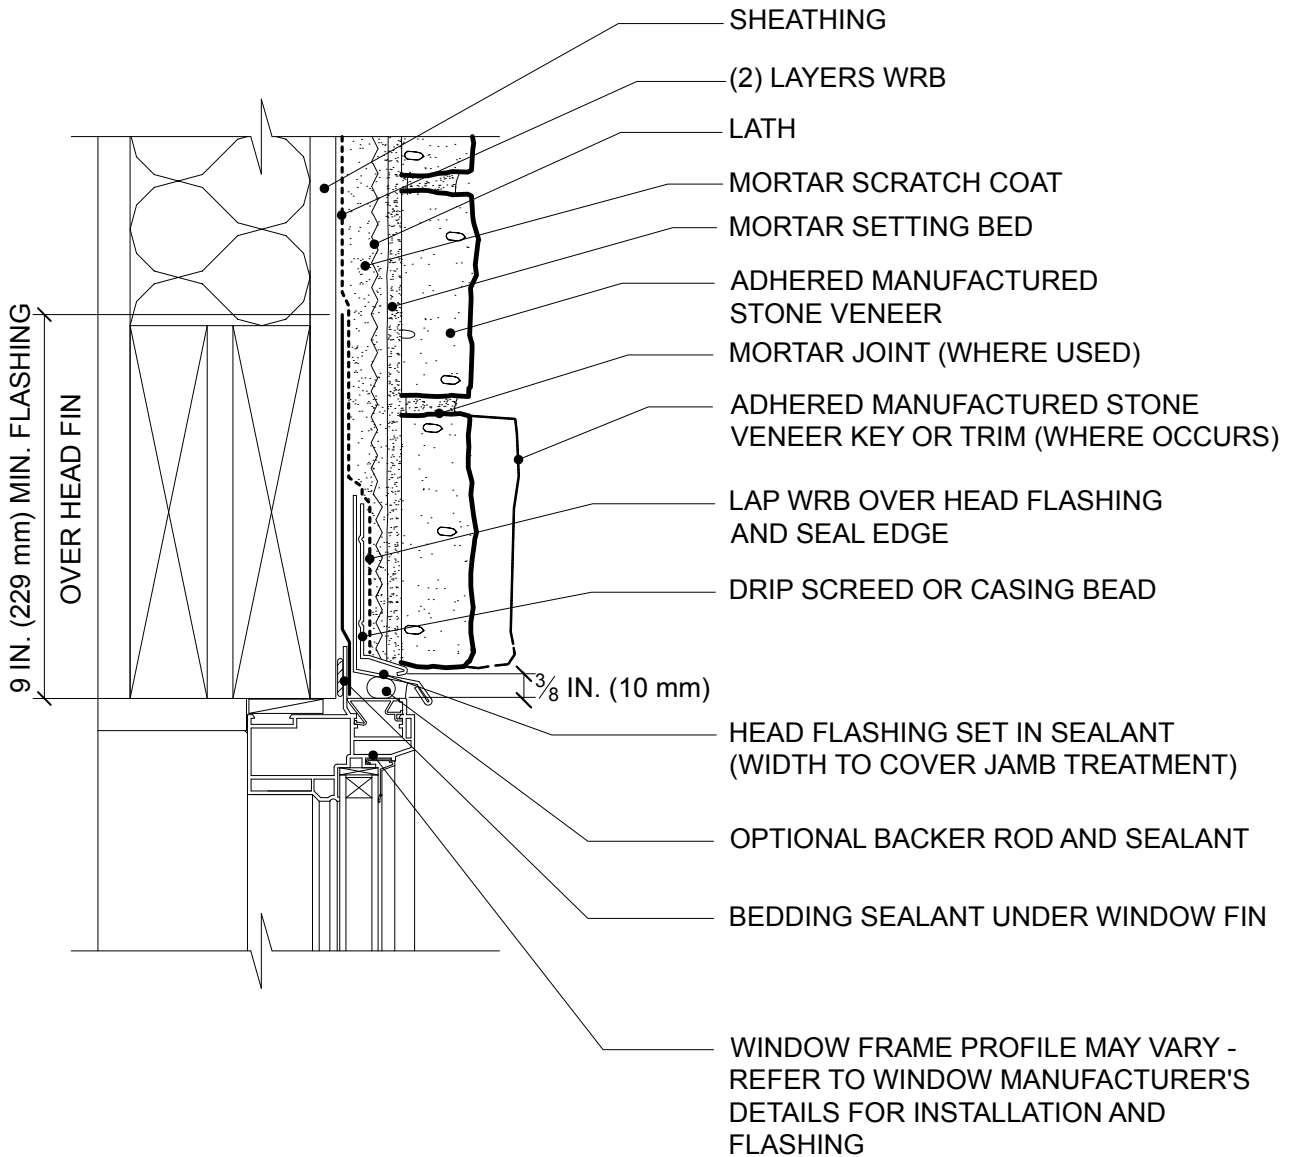 SHEATHING
(2) LAYERS WRB
LATH
MORTAR SCRATCH COAT
MORTAR SETTING BED
ADHERED MANUFACTURED
STONE VENEER
MORTAR JOINT (WHERE USED)
ADHERED MANUFACTURED STONE
VENEER KEY OR TRIM (WHERE OCCURS)
LAP WRB OVER HEAD FLASHING
AND SEAL EDGE
DRIP SCREED OR CASING BEAD
3/8 IN. (10 mm)
HEAD FLASHING SET IN SEALANT
(WIDTH TO COVER JAMB TREATMENT)
OPTIONAL BACKER ROD AND SEALANT
BEDDING SEALANT UNDER WINDOW FIN
WINDOW FRAME PROFILE MAY VARY -
REFER TO WINDOW MANUFACTURER'S
DETAILS FOR INSTALLATION AND
FLASHING
9 IN. (229 mm) MIN. FLASHING
OVER HEAD FIN